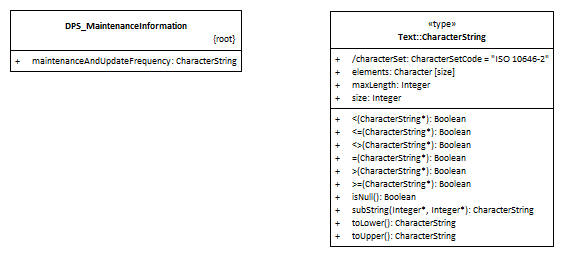 DPS_MaintenanceInformation
{root}
+ maintenanceAndUpdateFrequency: CharacterString
«type»
Text::CharacterString
+ /characterSet: CharacterSetCode = "ISO 10646-2"
+ elements: Character [size]
+ maxLength: Integer
+ size: Integer
+ <(CharacterString*): Boolean
+ <=(CharacterString*): Boolean
+ <>(CharacterString*): Boolean
+ =(CharacterString*): Boolean
+ >(CharacterString*): Boolean
+ >=(CharacterString*): Boolean
+ isNull(): Boolean
+ subString(Integer*, Integer*): CharacterString
+ toLower(): CharacterString
+ toUpper(): CharacterString